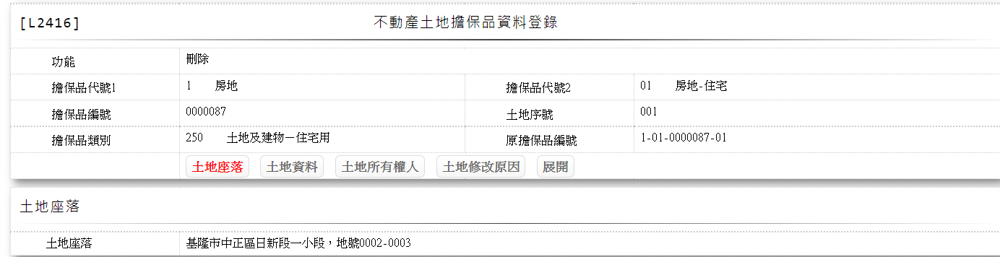 [L2416] 不動產土地擔保品資料登錄
功能 刪除
擔保品代號1 1 房地 擔保品代號2 01 房地-住宅
擔保品編號 0000087 土地序號 001
擔保品類別 250 土地及建物－住宅用 原擔保品編號 1-01-0000087-01
土地座落 土地資料 土地所有權人 土地修改原因 展開
土地座落
土地座落 基隆市中正區日新段一小段，地號0002-0003